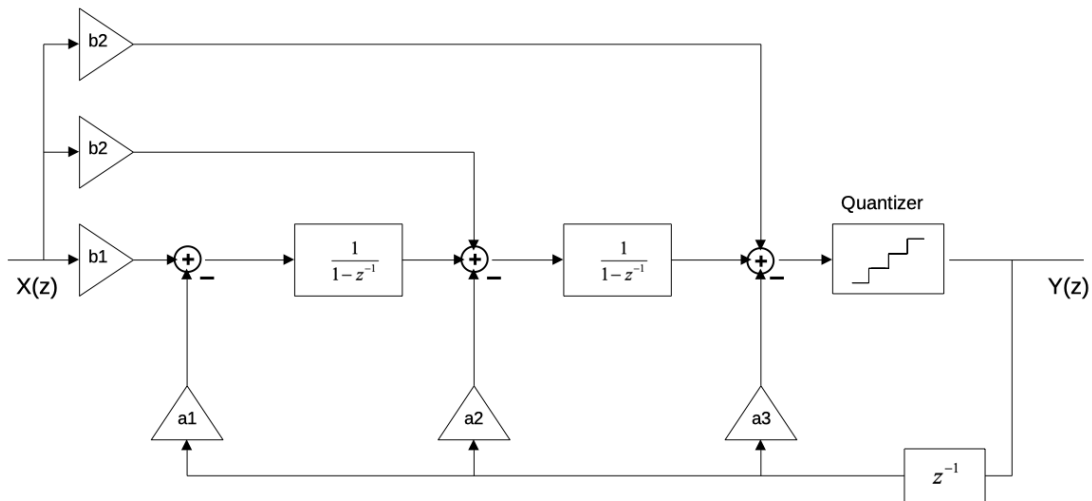 b2
b2
Quantizer
b1
+
−
1
1−z⁻¹
+
−
1
1−z⁻¹
+
−
X(z)
Y(z)
a1
a2
a3
z⁻¹